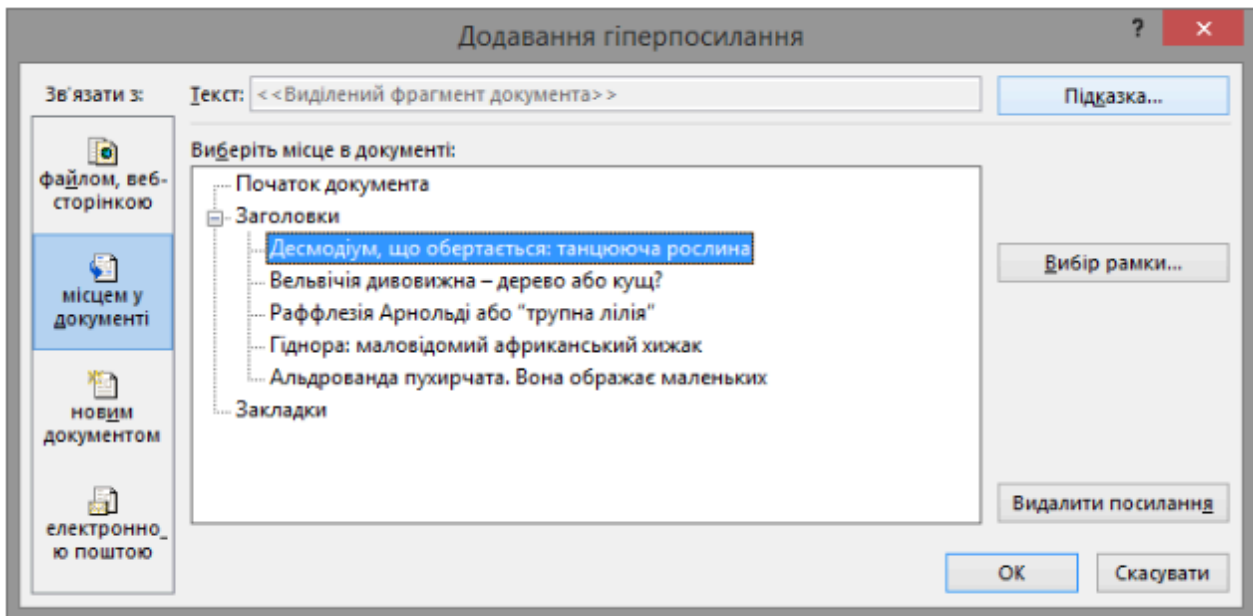 Додавання гіперпосилання
?
×
Зв'язати з:
Текст: <<Виділений фрагмент документа>>
Підказка...
Виберіть місце в документі:
файлом, веб-
сторінкою
місцем у
документі
новим
документом
електронно_
ю поштою
Початок документа
Заголовки
Десмодіум, що обертається: танцююча рослина
Вельвічія дивовижна – дерево або кущ?
Раффлезія Арнольді або "трупна лілія"
Гіднора: маловідомий африканський хижак
Альдрованда пухирчата. Вона ображає маленьких
Закладки
Вибір рамки...
Видалити посилання
ОК
Скасувати